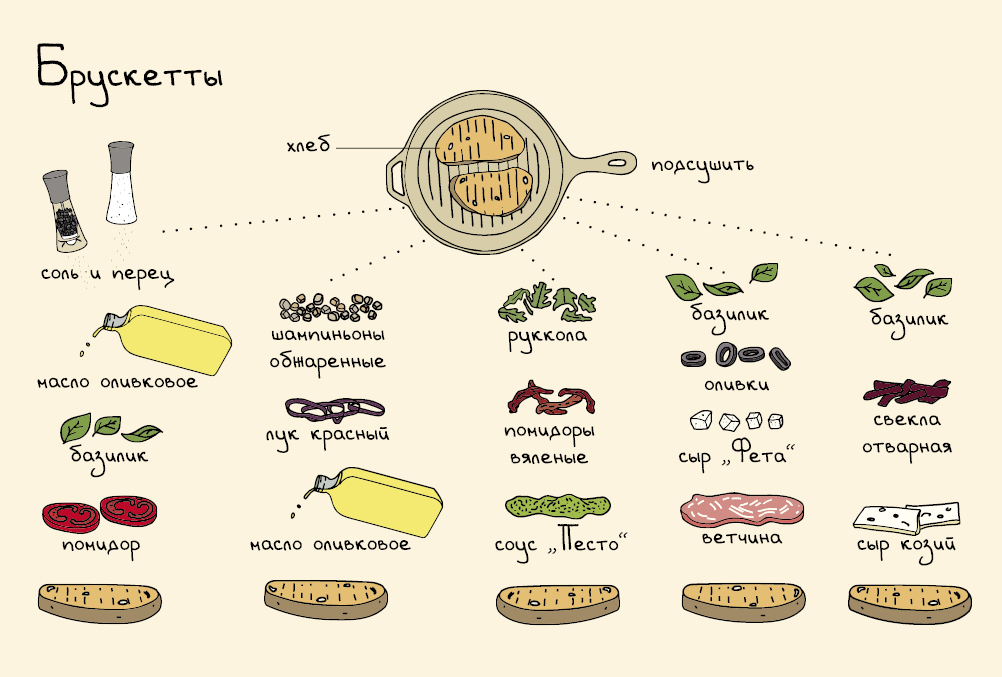 Брускетты
хлеб
подсушить
соль и перец
масло оливковое
базилик
помидор
шампиньоны
обжаренные
лук красный
масло оливковое
руккола
помидоры
вяленые
соус „Песто“
базилик
оливки
сыр „Фета“
ветчина
базилик
свекла
отварная
сыр козий